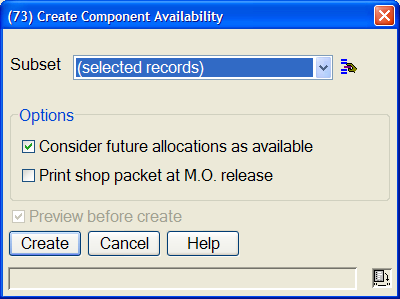 (73) Create Component Availability
Subset (selected records)
Options
Consider future allocations as available
Print shop packet at M.O. release
Preview before create
Create Cancel Help